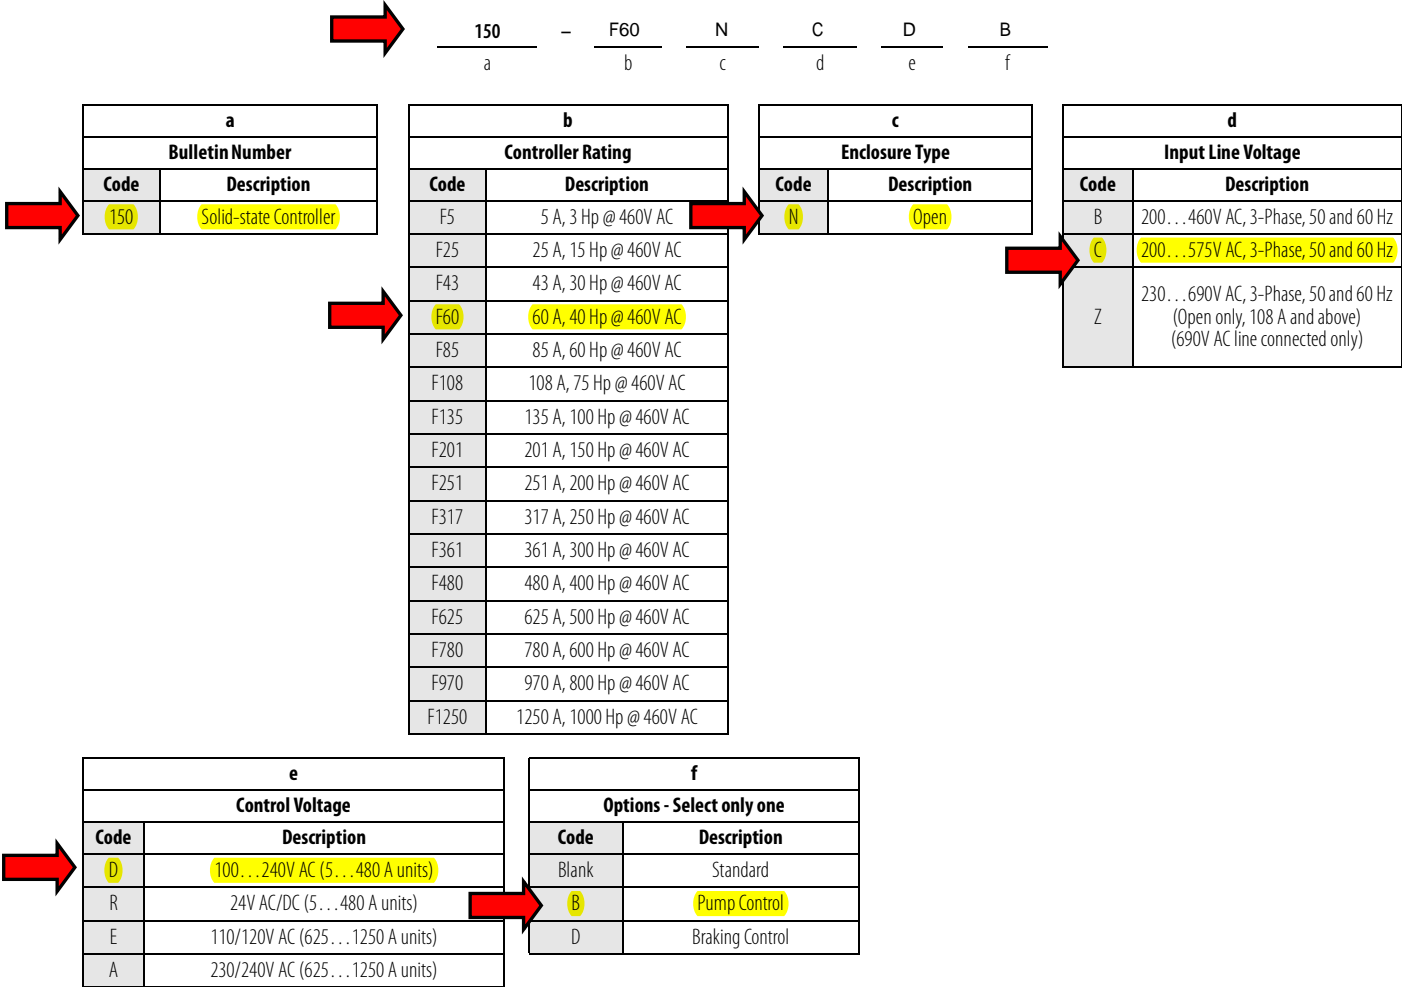 150 – F60 N C D B
a b c d e f
a
Bulletin Number
Code Description
150 Solid-state Controller
b
Controller Rating
Code Description
F5 5 A, 3 Hp @ 460V AC
F25 25 A, 15 Hp @ 460V AC
F43 43 A, 30 Hp @ 460V AC
F60 60 A, 40 Hp @ 460V AC
F85 85 A, 60 Hp @ 460V AC
F108 108 A, 75 Hp @ 460V AC
F135 135 A, 100 Hp @ 460V AC
F201 201 A, 150 Hp @ 460V AC
F251 251 A, 200 Hp @ 460V AC
F317 317 A, 250 Hp @ 460V AC
F361 361 A, 300 Hp @ 460V AC
F480 480 A, 400 Hp @ 460V AC
F625 625 A, 500 Hp @ 460V AC
F780 780 A, 600 Hp @ 460V AC
F970 970 A, 800 Hp @ 460V AC
F1250 1250 A, 1000 Hp @ 460V AC
c
Enclosure Type
Code Description
N Open
d
Input Line Voltage
Code Description
B 200…460V AC, 3-Phase, 50 and 60 Hz
C 200…575V AC, 3-Phase, 50 and 60 Hz
Z 230…690V AC, 3-Phase, 50 and 60 Hz
(Open only, 108 A and above)
(690V AC line connected only)
e
Control Voltage
Code Description
D 100…240V AC (5…480 A units)
R 24V AC/DC (5…480 A units)
E 110/120V AC (625…1250 A units)
A 230/240V AC (625…1250 A units)
f
Options - Select only one
Code Description
Blank Standard
B Pump Control
D Braking Control